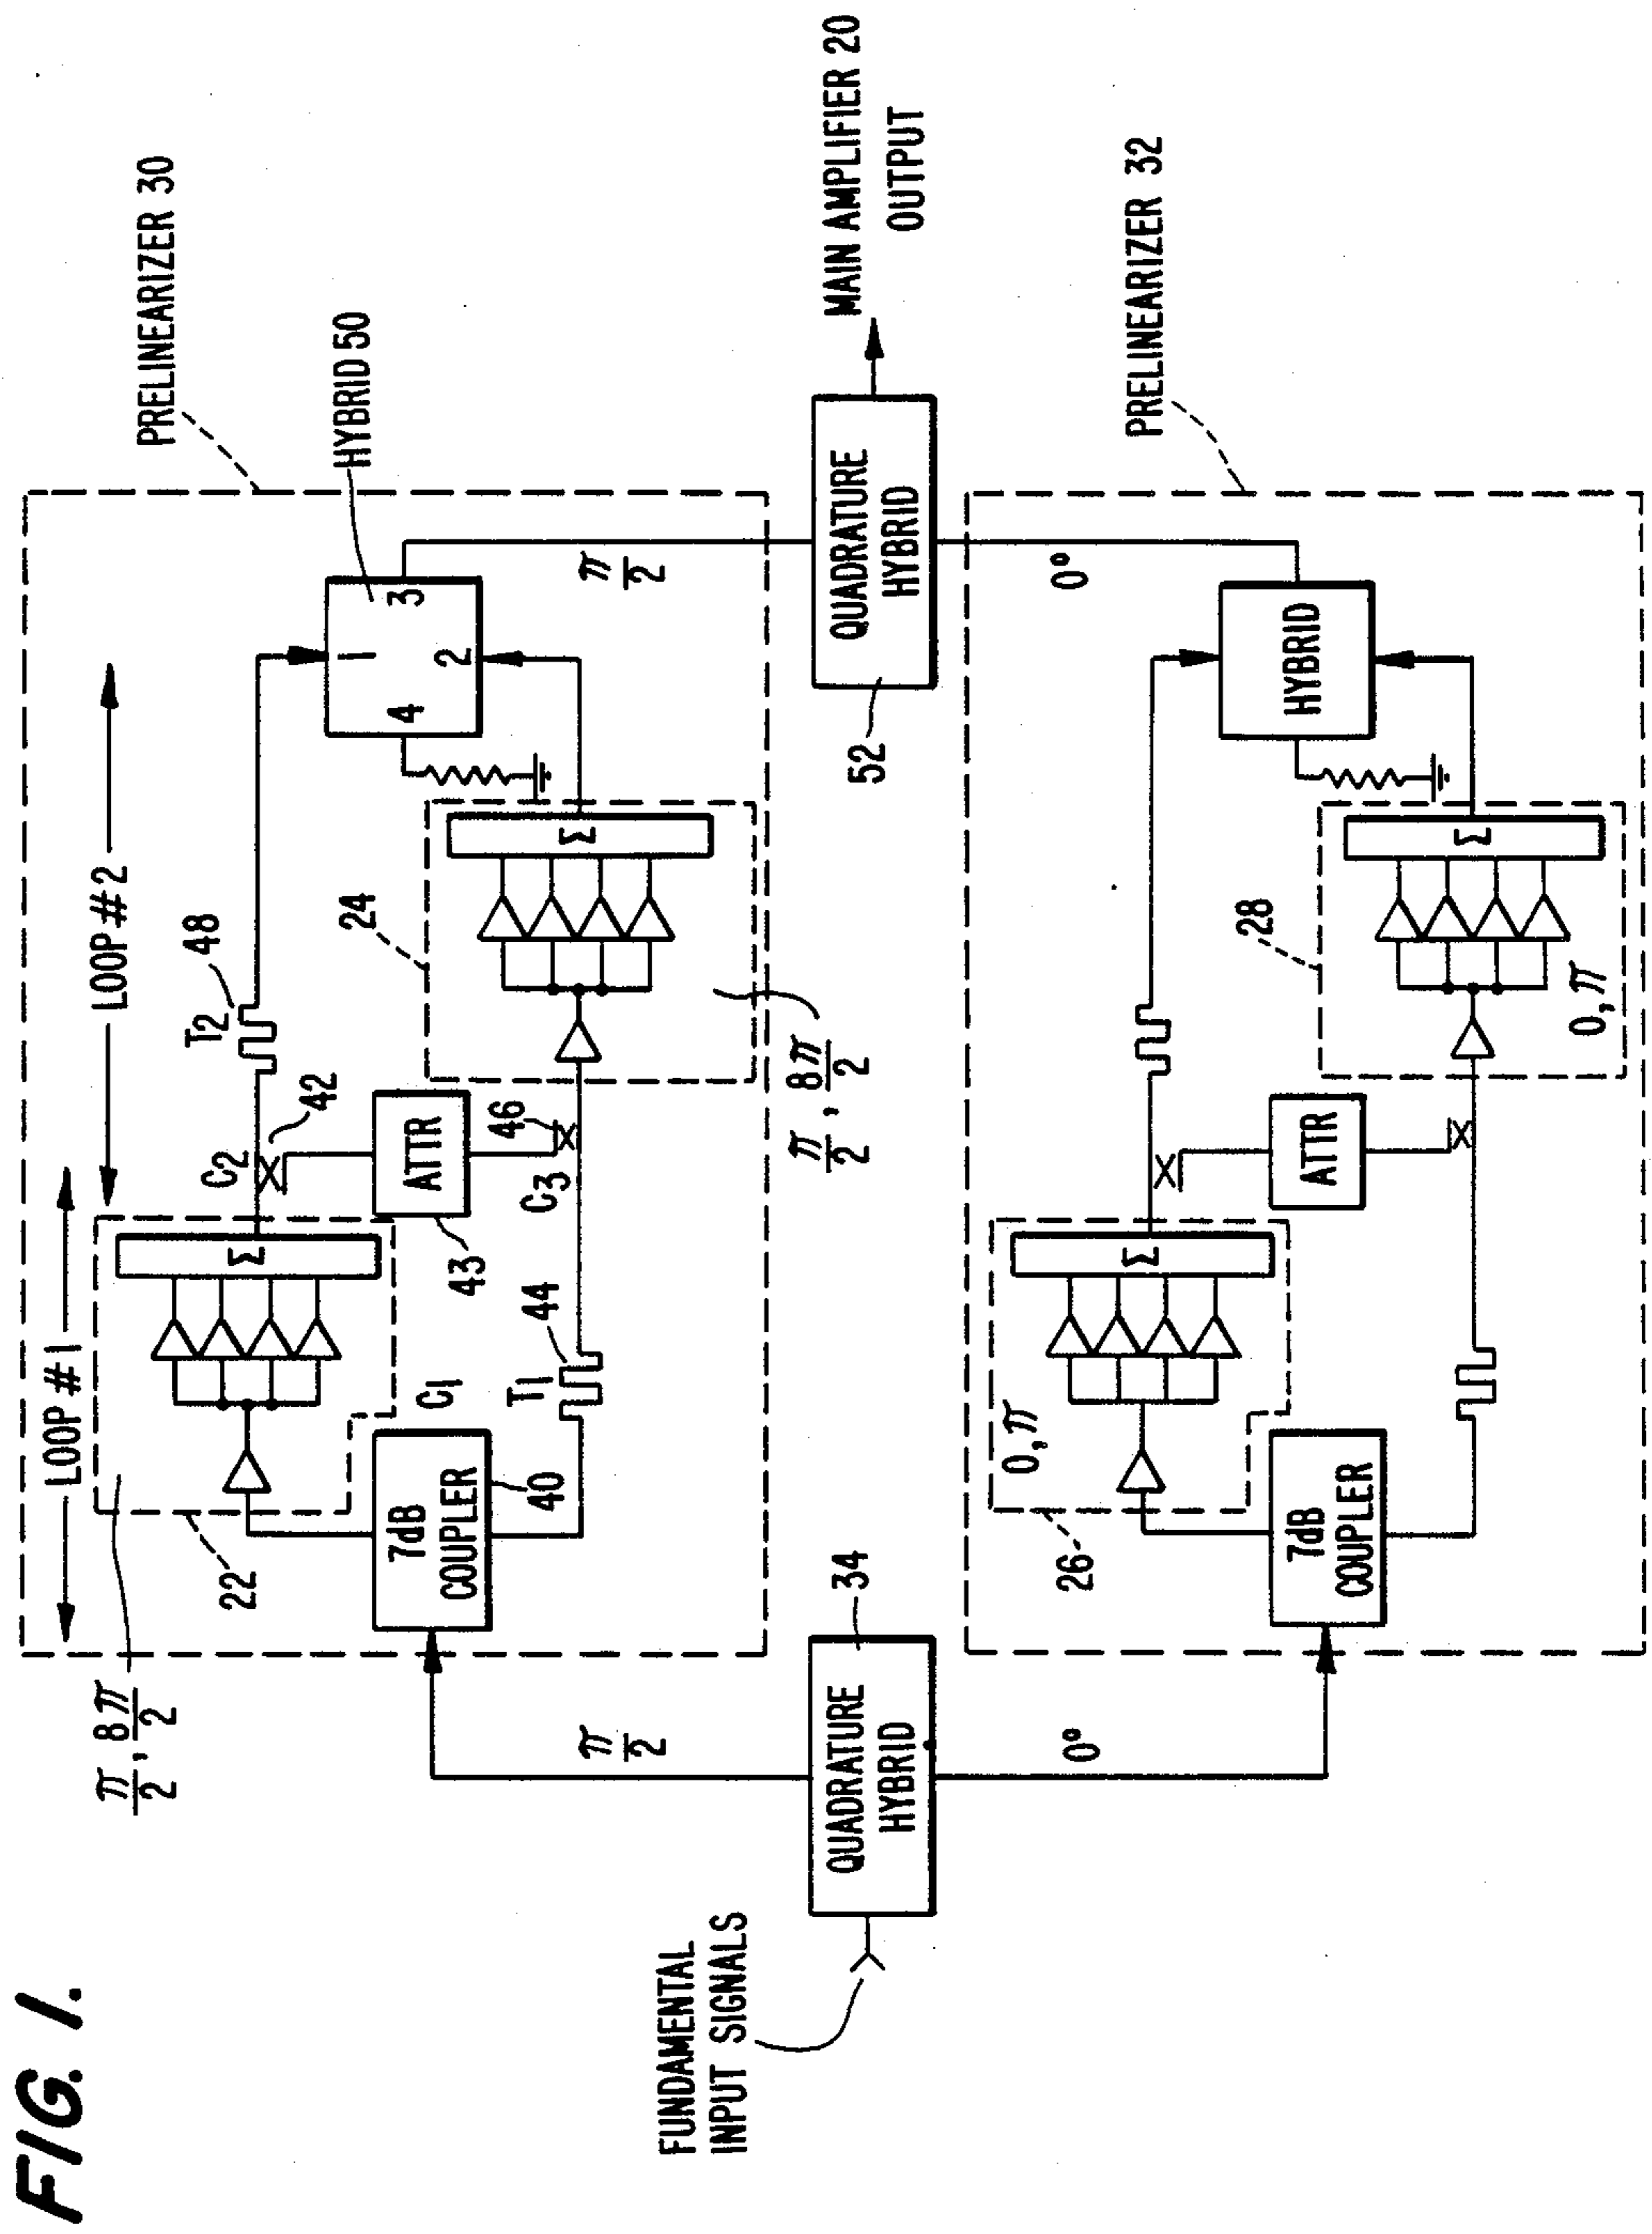 FIG. 1.
LOOP #1
LOOP #2
PRELINEARIZER 30
π/2, 8π/2
22
Σ
C2
42
T2
48
HYBRID 50
1
2
3
4
7dB
COUPLER
40
C1
T1
44
43
ATTR
C3
46
24
Σ
π/2, 8π/2
π/2
π/2
FUNDAMENTAL
INPUT SIGNALS
QUADRATURE
HYBRID
34
QUADRATURE
HYBRID
52
MAIN AMPLIFIER 20
OUTPUT
0°
0°
PRELINEARIZER 32
0,π
26
Σ
7dB
COUPLER
ATTR
28
Σ
0,π
HYBRID